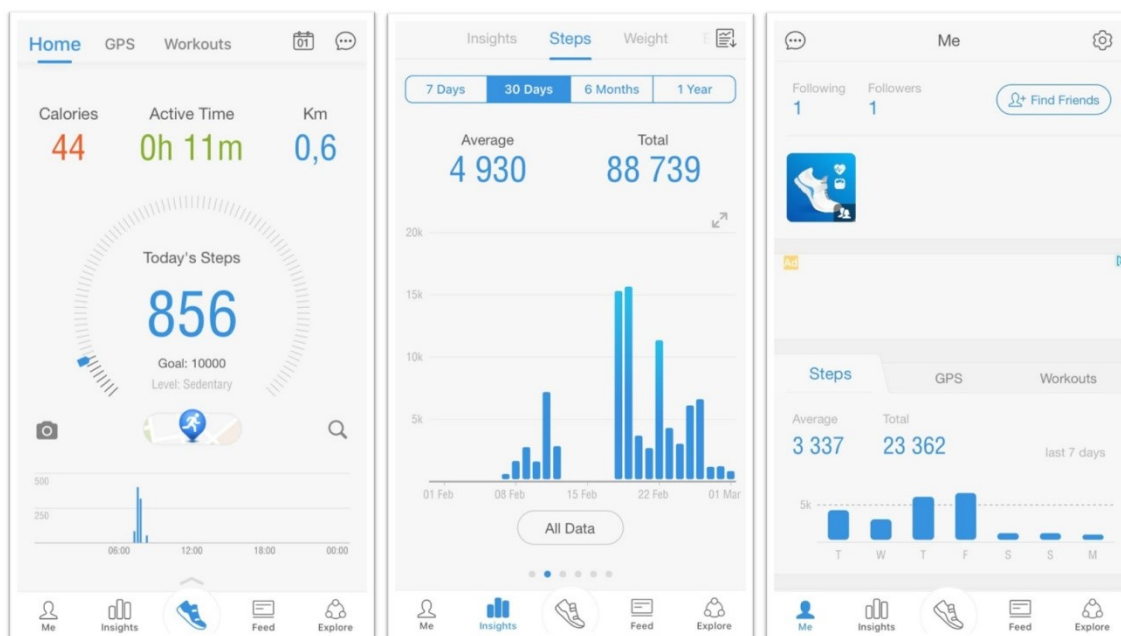 Home GPS Workouts 01
Calories Active Time Km
44 0h 11m 0,6
Today's Steps
856
Goal: 10000
Level: Sedentary
500
250
06:00 12:00 18:00 00:00
Me Insights Feed Explore
Insights Steps Weight
7 Days 30 Days 6 Months 1 Year
Average Total
4 930 88 739
20k
15k
10k
5k
01 Feb 08 Feb 15 Feb 22 Feb 01 Mar
All Data
Me Insights Feed Explore
Me
Following Followers
1 1
Find Friends
Ad
Steps GPS Workouts
Average Total
3 337 23 362 last 7 days
5k
T W T F S S M
Me Insights Feed Explore